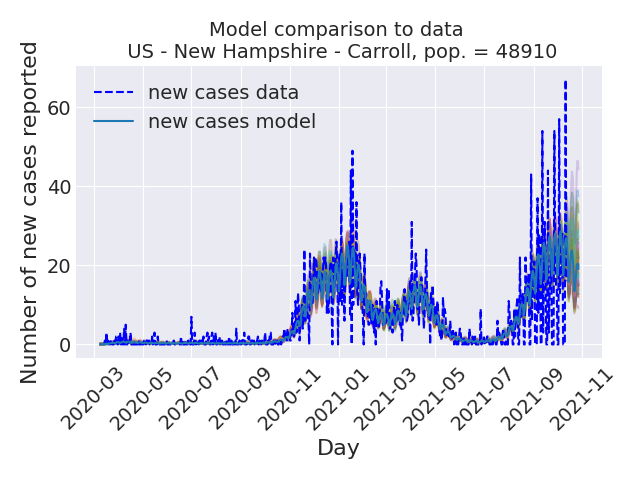 Model comparison to data
US - New Hampshire - Carroll, pop. = 48910
Number of new cases reported
60
40
20
0
new cases data
new cases model
2020-03
2020-05
2020-07
2020-09
2020-11
2021-01
2021-03
2021-05
2021-07
2021-09
2021-11
Day